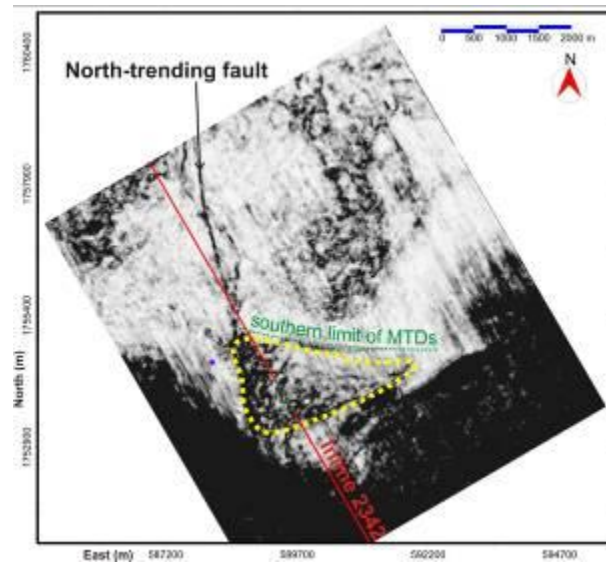 0 500 1000 1500 2000 m
N
North-trending fault
1760400
1757900
1755400
1752900
North (m)
southern limit of MTDs
Inline 2342
East (m) 587200 589700 592200 594700